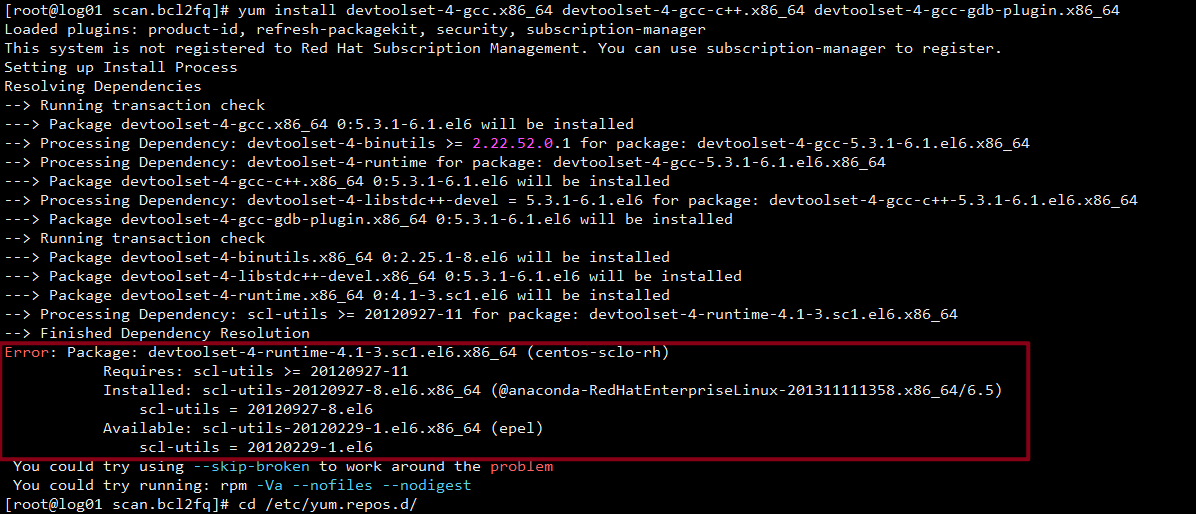 [root@log01 scan.bcl2fq]# yum install devtoolset-4-gcc.x86_64 devtoolset-4-gcc-c++.x86_64 devtoolset-4-gcc-gdb-plugin.x86_64
Loaded plugins: product-id, refresh-packagekit, security, subscription-manager
This system is not registered to Red Hat Subscription Management. You can use subscription-manager to register.
Setting up Install Process
Resolving Dependencies
--> Running transaction check
---> Package devtoolset-4-gcc.x86_64 0:5.3.1-6.1.el6 will be installed
--> Processing Dependency: devtoolset-4-binutils >= 2.22.52.0.1 for package: devtoolset-4-gcc-5.3.1-6.1.el6.x86_64
--> Processing Dependency: devtoolset-4-runtime for package: devtoolset-4-gcc-5.3.1-6.1.el6.x86_64
---> Package devtoolset-4-gcc-c++.x86_64 0:5.3.1-6.1.el6 will be installed
--> Processing Dependency: devtoolset-4-libstdc++-devel = 5.3.1-6.1.el6 for package: devtoolset-4-gcc-c++-5.3.1-6.1.el6.x86_64
---> Package devtoolset-4-gcc-gdb-plugin.x86_64 0:5.3.1-6.1.el6 will be installed
--> Running transaction check
---> Package devtoolset-4-binutils.x86_64 0:2.25.1-8.el6 will be installed
---> Package devtoolset-4-libstdc++-devel.x86_64 0:5.3.1-6.1.el6 will be installed
---> Package devtoolset-4-runtime.x86_64 0:4.1-3.sc1.el6 will be installed
--> Processing Dependency: scl-utils >= 20120927-11 for package: devtoolset-4-runtime-4.1-3.sc1.el6.x86_64
--> Finished Dependency Resolution
Error: Package: devtoolset-4-runtime-4.1-3.sc1.el6.x86_64 (centos-sclo-rh)
Requires: scl-utils >= 20120927-11
Installed: scl-utils-20120927-8.el6.x86_64 (@anaconda-RedHatEnterpriseLinux-201311111358.x86_64/6.5)
scl-utils = 20120927-8.el6
Available: scl-utils-20120229-1.el6.x86_64 (epel)
scl-utils = 20120229-1.el6
You could try using --skip-broken to work around the problem
You could try running: rpm -Va --nofiles --nodigest
[root@log01 scan.bcl2fq]# cd /etc/yum.repos.d/